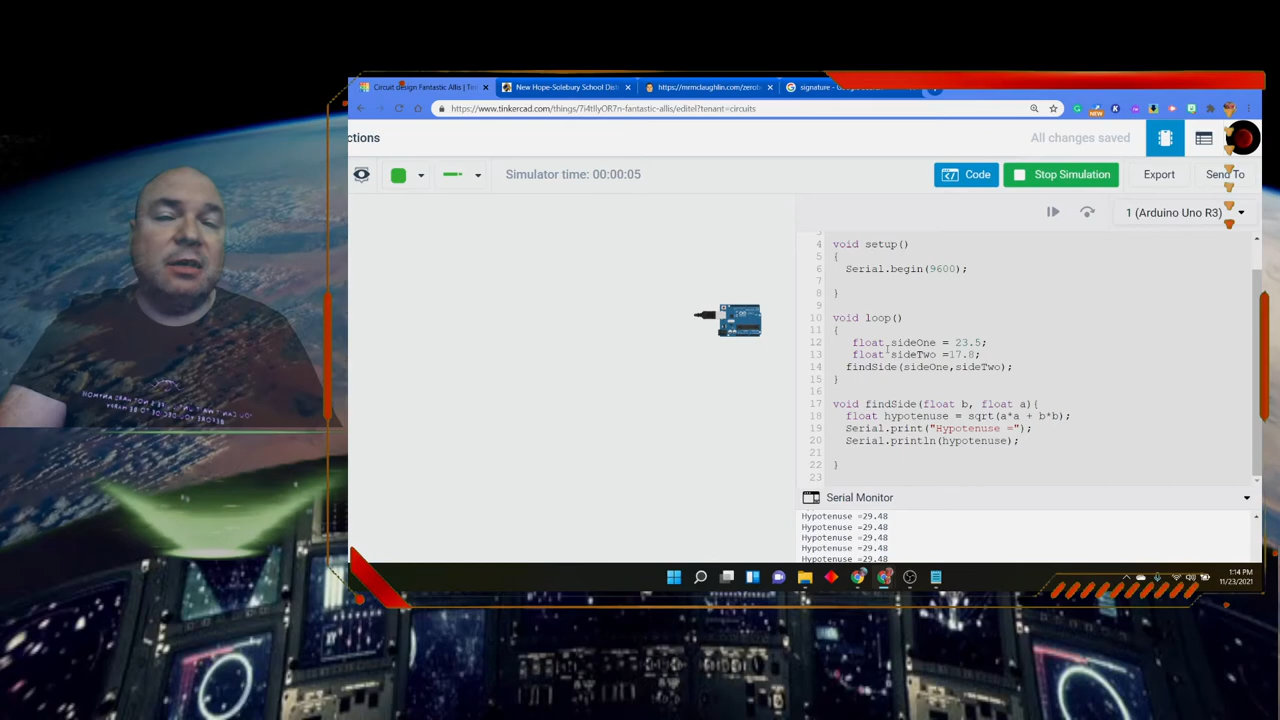 Circuit design Fantastic Allis | Tin
New Hope-Solebury School Dist
https://mrmclaughlin.com/zerob
signature - Google Search
https://www.tinkercad.com/things/7i4tllyOR7n-fantastic-allis/editel?tenant=circuits
NEW
ctions
All changes saved
Simulator time: 00:00:05
Code
Stop Simulation
Export
Send To
1 (Arduino Uno R3)
3
4 void setup()
5 {
6 Serial.begin(9600);
7
8 }
9
10 void loop()
11 {
12 float sideOne = 23.5;
13 float sideTwo =17.8;
14 findSide(sideOne,sideTwo);
15 }
16
17 void findSide(float b, float a){
18 float hypotenuse = sqrt(a*a + b*b);
19 Serial.print("Hypotenuse =");
20 Serial.println(hypotenuse);
21
22 }
23
Serial Monitor
Hypotenuse =29.48
Hypotenuse =29.48
Hypotenuse =29.48
Hypotenuse =29.48
Hypotenuse =29.48
1:14 PM
11/23/2021